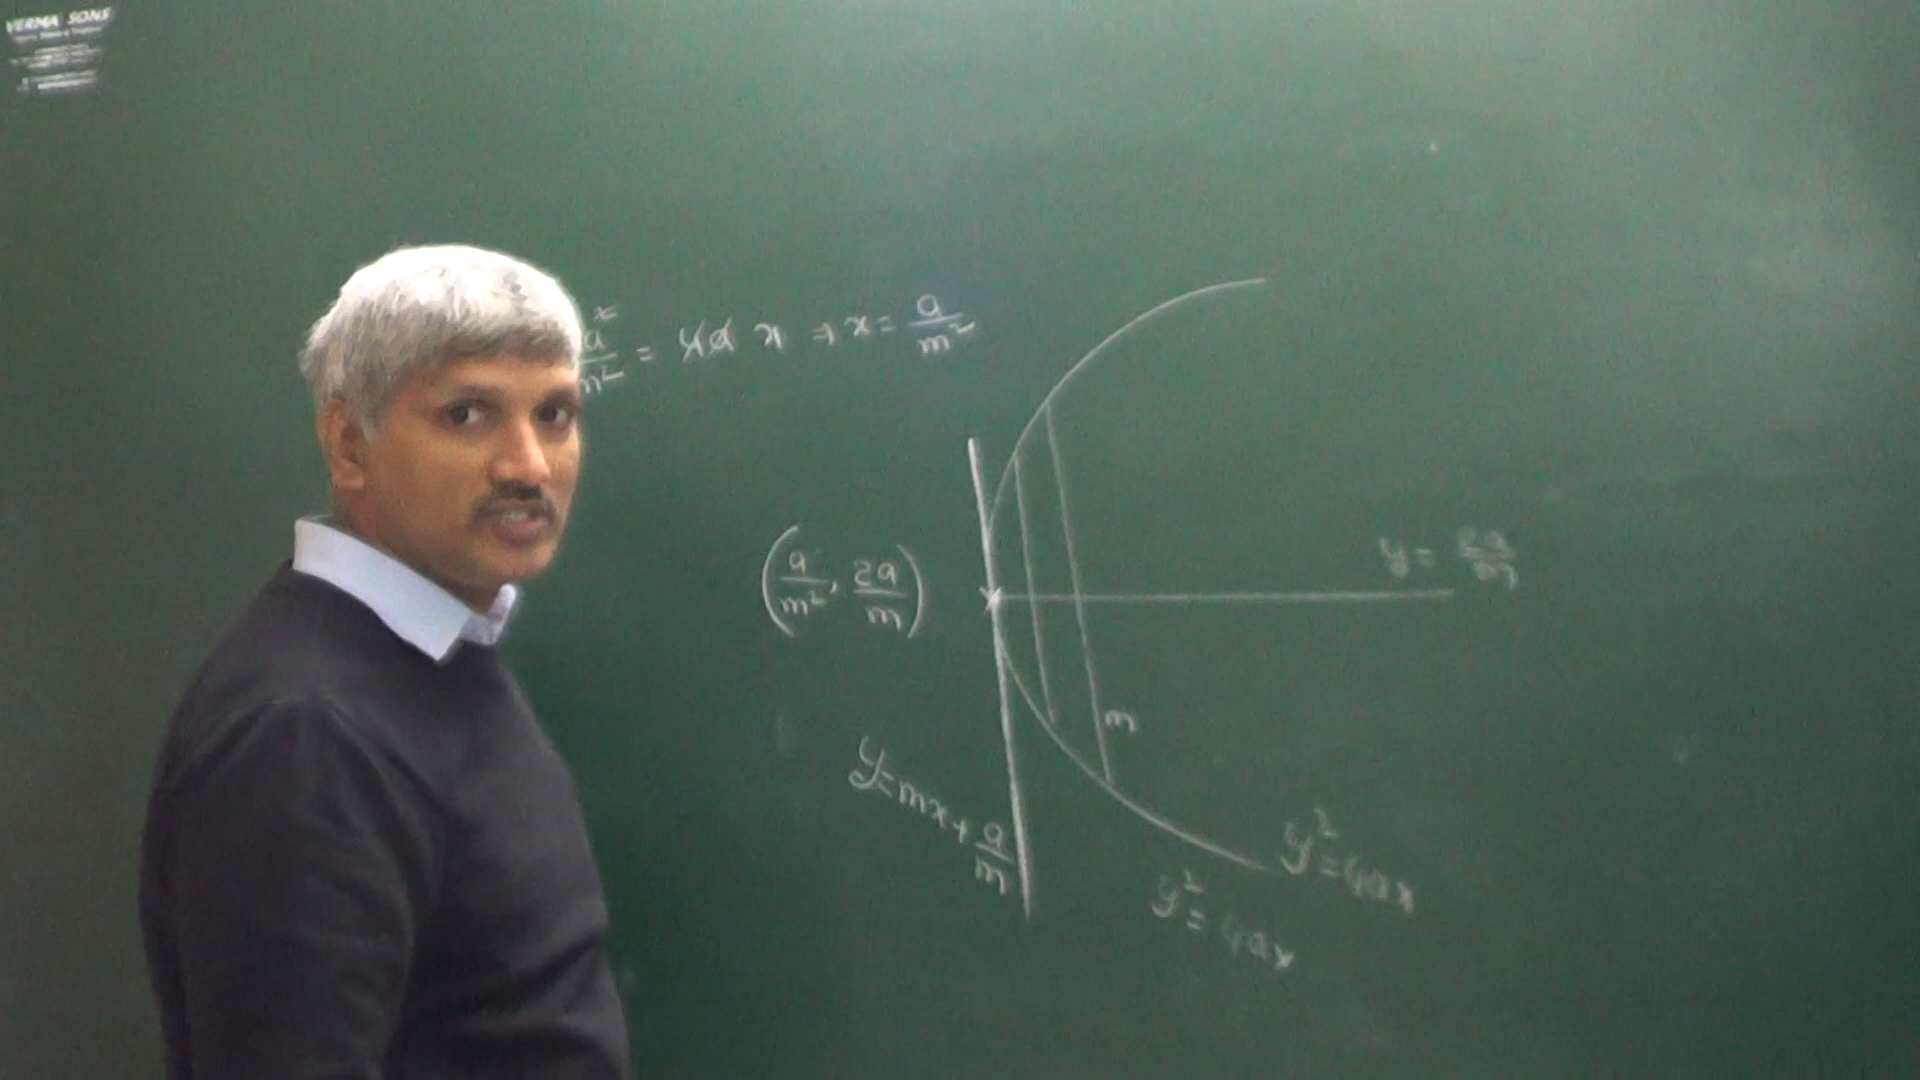 VERMA SONS
a²/m² = 4a x ⇒ x = a/m²
(a/m², 2a/m)
y = 2a/m
m
y = mx + a/m
y² = 4ax
y² = 4ax